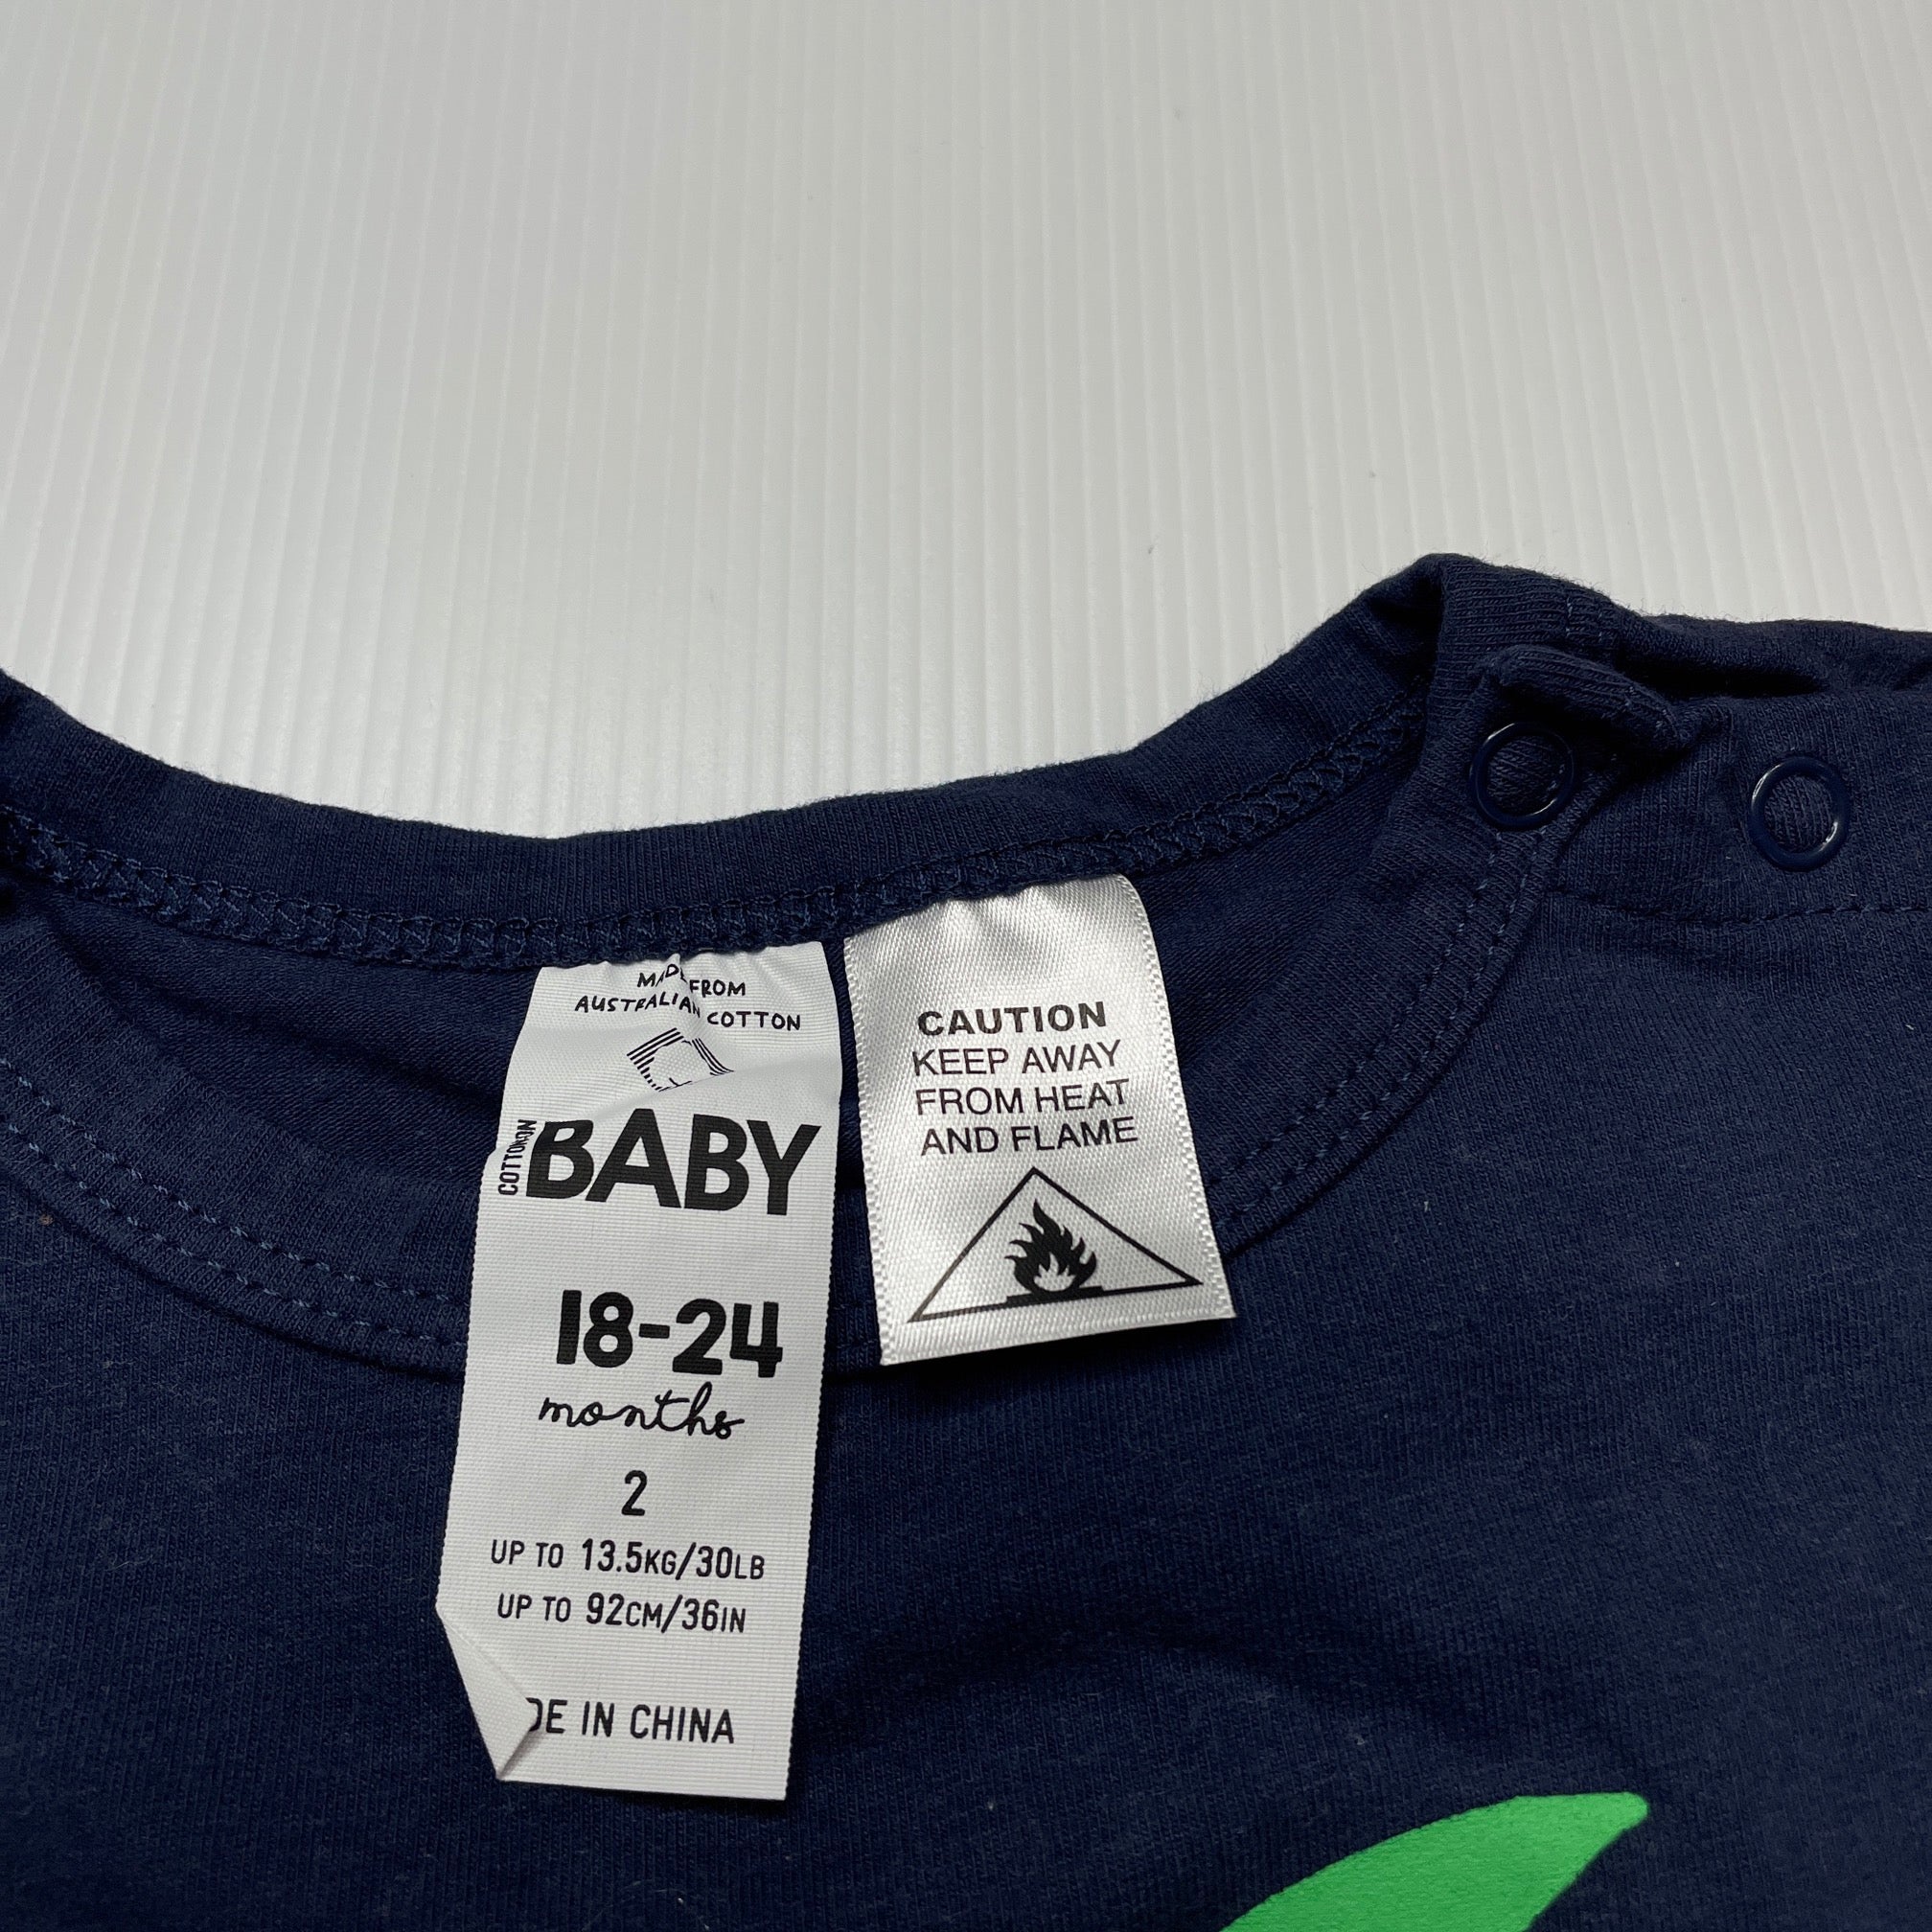 MADE FROM
AUSTRALIAN COTTON
COTTON:ON
BABY
18-24
months
2
UP TO 13.5KG/30LB
UP TO 92CM/36IN
DE IN CHINA
CAUTION
KEEP AWAY
FROM HEAT
AND FLAME